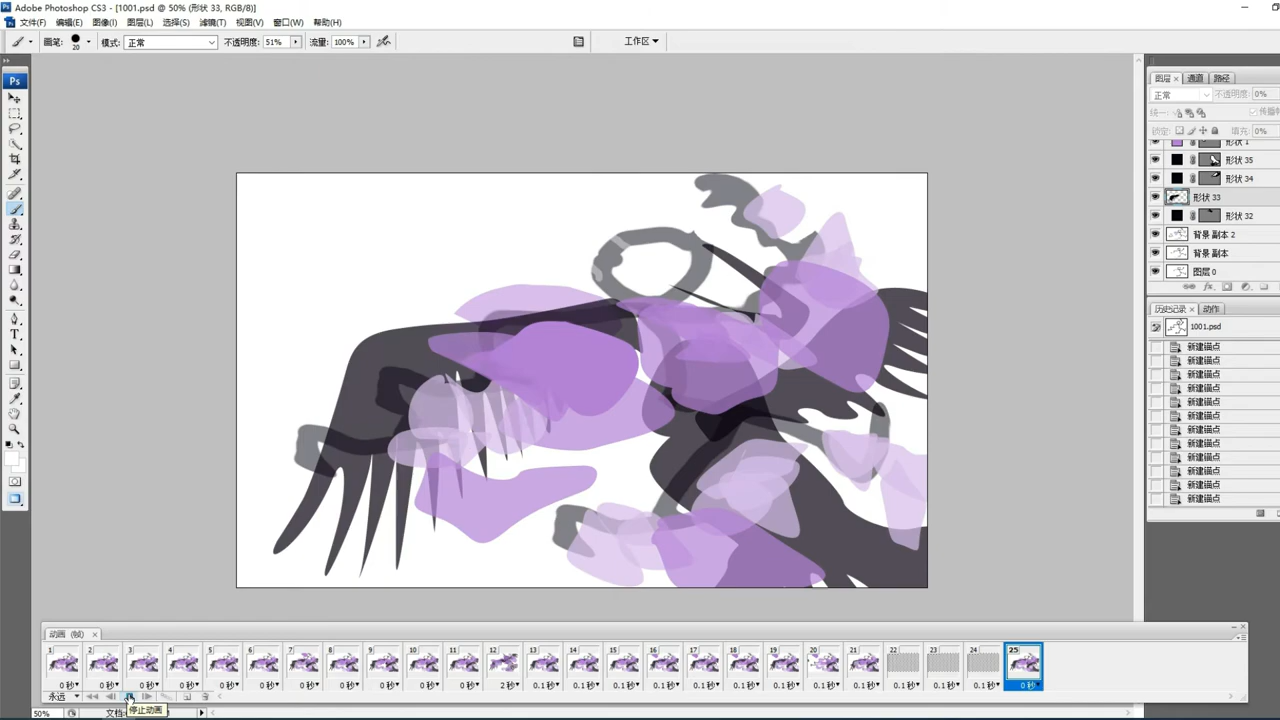 Adobe Photoshop CS3 - [1001.psd @ 50% (形状 33, RGB/8)]
文件(F) 编辑(E) 图像(I) 图层(L) 选择(S) 滤镜(T) 视图(V) 窗口(W) 帮助(H)
画笔: 20 模式: 正常 不透明度: 51% 流量: 100% 工作区
Ps
图层 × 通道 路径
正常 不透明度: 0%
统一:
锁定: 填充: 0%
形状 1
形状 35
形状 34
形状 33
形状 32
背景 副本 2
背景 副本
图层 0
fx
历史记录 × 动作
1001.psd
新建锚点
新建锚点
新建锚点
新建锚点
新建锚点
新建锚点
新建锚点
新建锚点
新建锚点
新建锚点
新建锚点
新建锚点
T
动画 (帧) ×
1 2 3 4 5 6 7 8 9 10 11 12 13 14 15 16 17 18 19 20 21 22 23 24 25
0 秒 0 秒 0 秒 0 秒 0 秒 0 秒 0 秒 0 秒 0 秒 0 秒 0 秒 2 秒 0.1 秒 0.1 秒 0.1 秒 0.1 秒 0.1 秒 0.1 秒 0.1 秒 0.1 秒 0.1 秒 0.1 秒 0.1 秒 0.1 秒 0 秒
永远
停止动画
50% 文档: